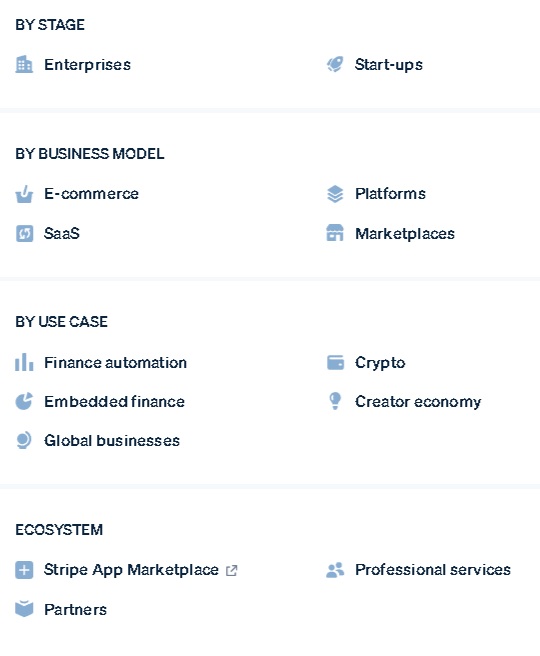 BY STAGE
Enterprises
Start-ups
BY BUSINESS MODEL
E-commerce
Platforms
SaaS
Marketplaces
BY USE CASE
Finance automation
Crypto
Embedded finance
Creator economy
Global businesses
ECOSYSTEM
Stripe App Marketplace
Professional services
Partners